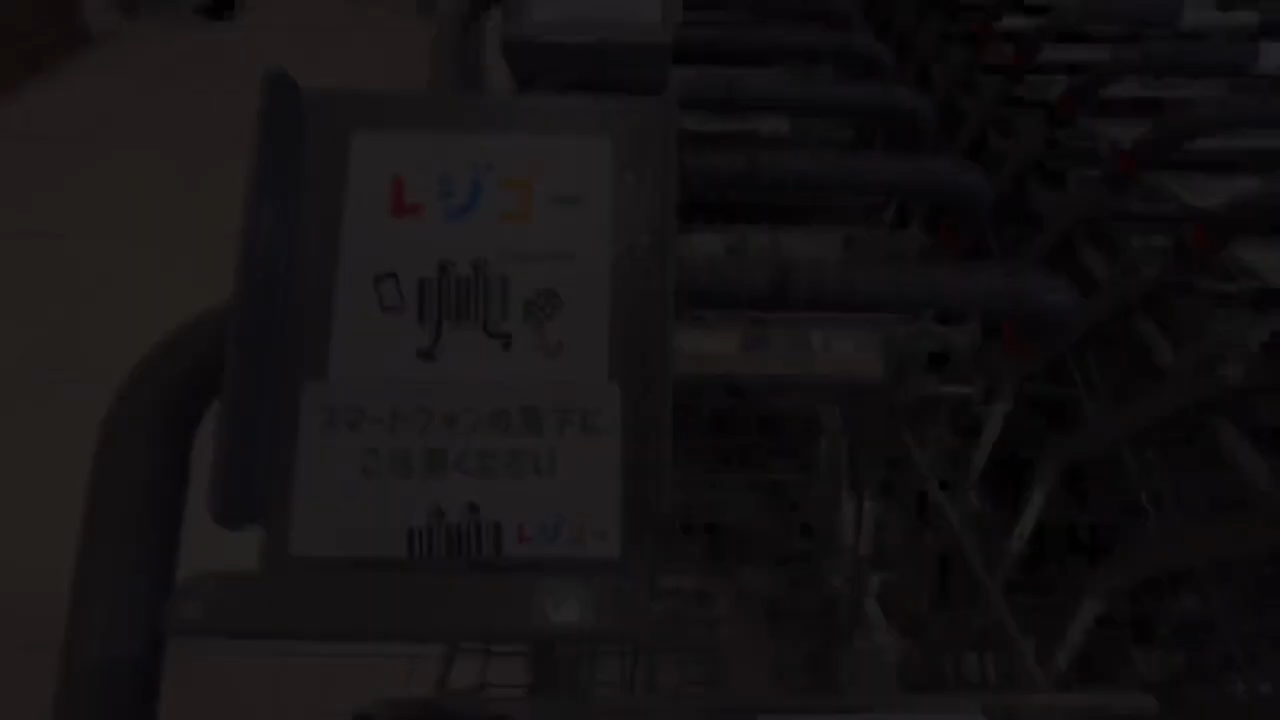 レジゴー
スマートフォンの落下に
ご注意ください
レジゴー